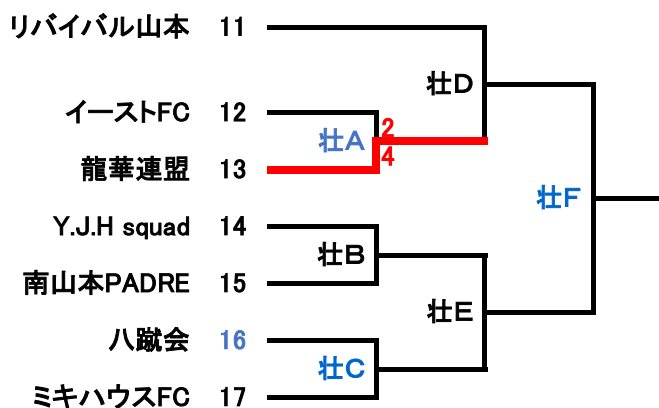 リバイバル山本 11
壮D
イーストFC 12
壮A
2
4
龍華連盟 13
壮F
Y.J.H squad 14
壮B
南山本PADRE 15
壮E
八蹴会 16
壮C
ミキハウスFC 17